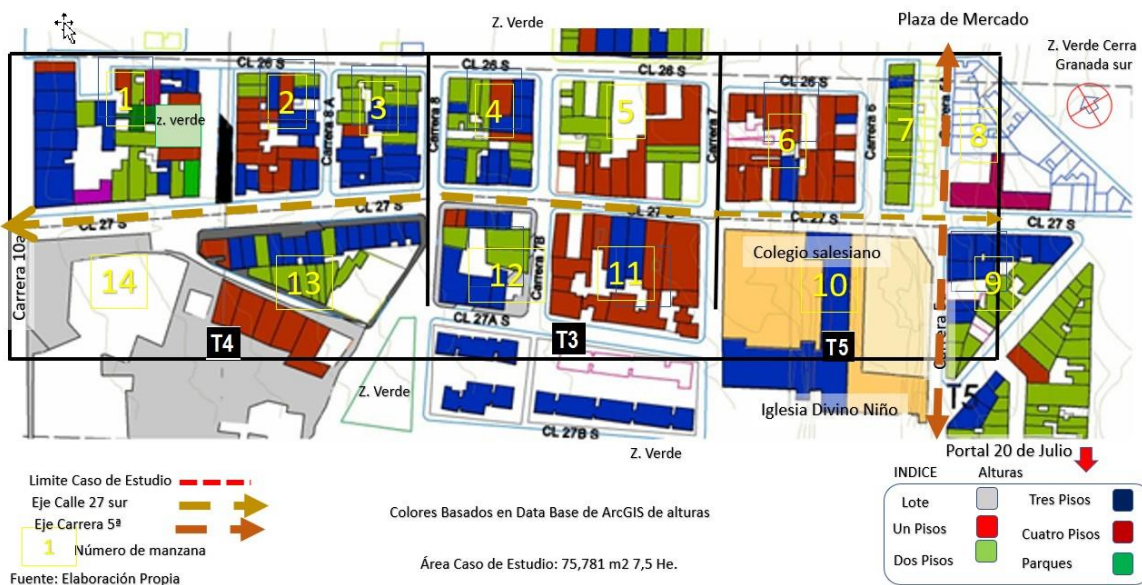 Z. Verde
Plaza de Mercado
Z. Verde Cerra
Granada sur
CL 26 S
CL 26 S
CL 26 S
CL 26 S
1
2
3
4
5
6
7
8
z. verde
Carrera 8 A
Carrera 8
Carrera 7
Carrera 6
Carrera
CL 27 S
CL 27 S
CL 27 S
CL 27 S
CL 27 S
Carrera 10a
14
13
12
11
10
9
Carrera 7B
Colegio salesiano
Carrera
CL 27A S
T4
T3
T5
T5
Z. Verde
Iglesia Divino Niño
CL 27B S
Z. Verde
Portal 20 de Julio
Limite Caso de Estudio
Eje Calle 27 sur
Eje Carrera 5ª
1 Número de manzana
Fuente: Elaboración Propia
Colores Basados en Data Base de ArcGIS de alturas
Área Caso de Estudio: 75,781 m2 7,5 He.
INDICE Alturas
Lote Tres Pisos
Un Pisos Cuatro Pisos
Dos Pisos Parques